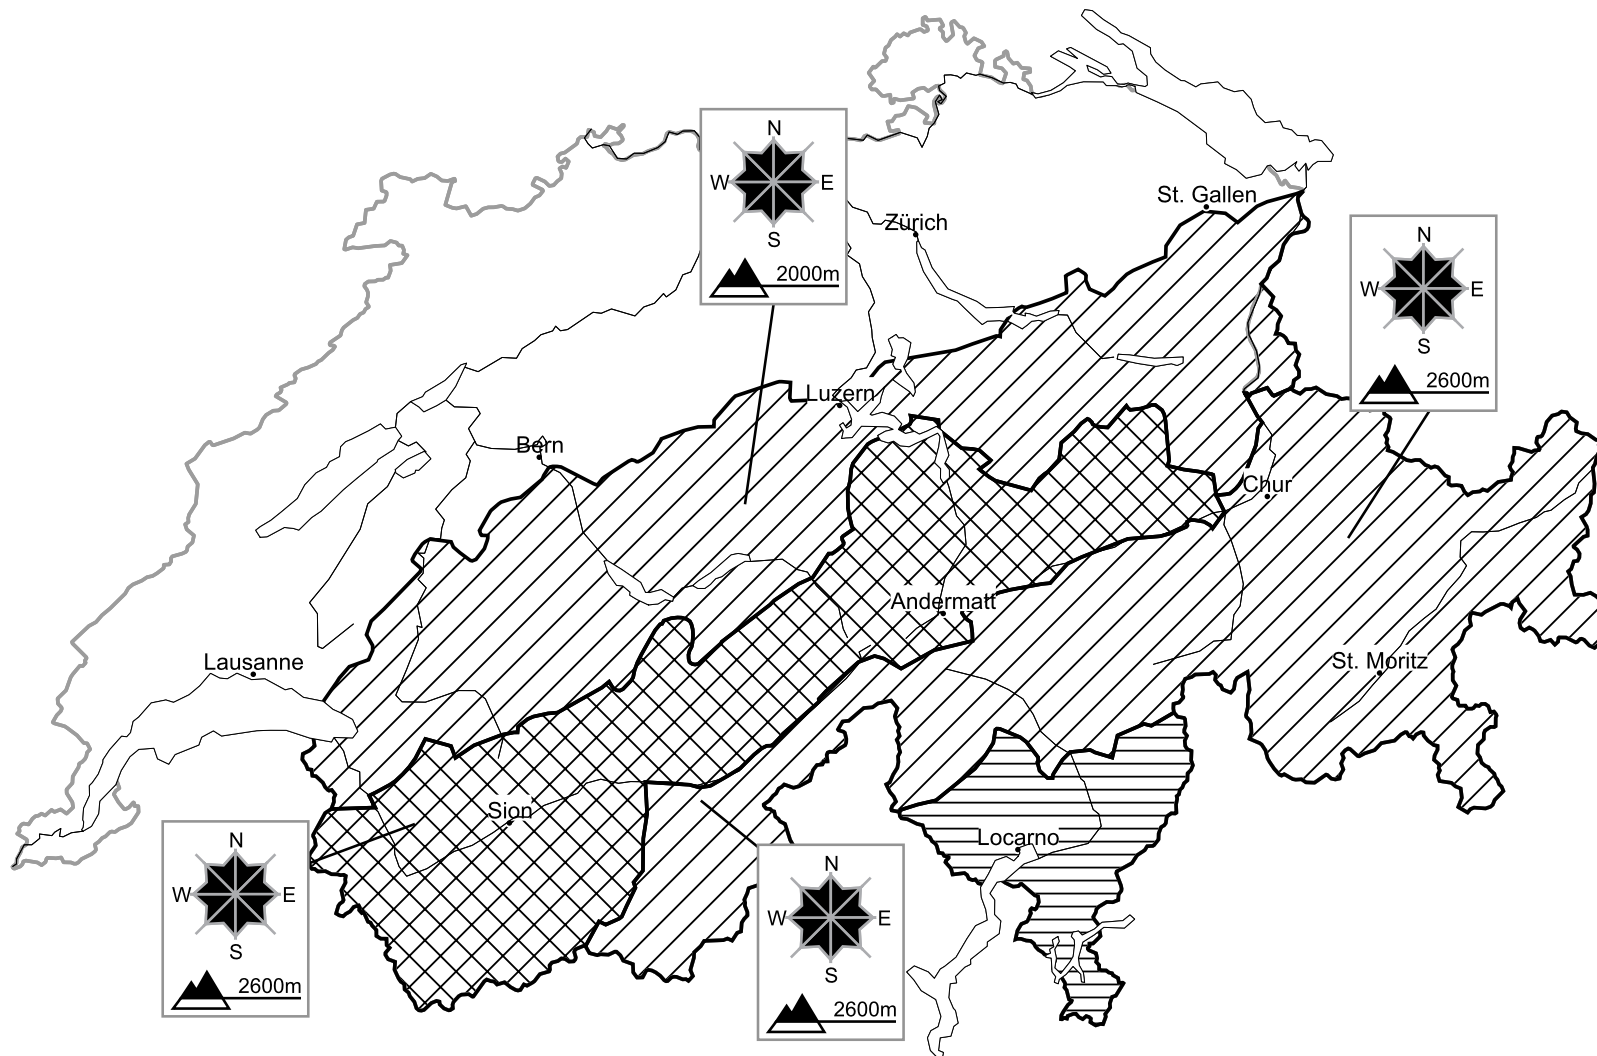 N
St. Gallen
W E
Zürich
S
2000m
N
W E
S
2600m
Luzern
Bern
Chur
Andermatt
Lausanne
St. Moritz
Sion
Locarno
N
W E
S
2600m
N
W E
S
2600m